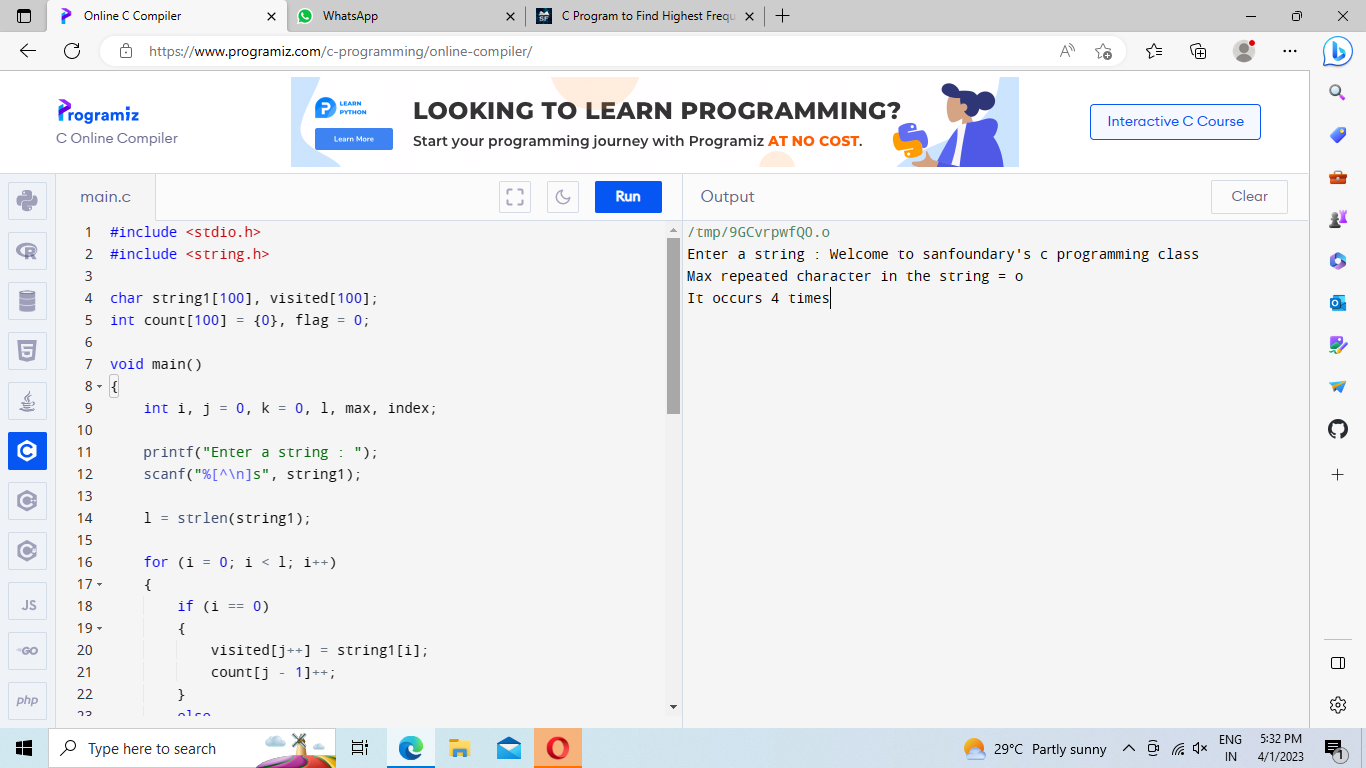 Online C Compiler
WhatsApp
C Program to Find Highest Frequ
https://www.programiz.com/c-programming/online-compiler/
Programiz
C Online Compiler
LEARN
PYTHON
Learn More
LOOKING TO LEARN PROGRAMMING?
Start your programming journey with Programiz AT NO COST.
Interactive C Course
main.c
Run
Output
Clear
1 #include <stdio.h>
2 #include <string.h>
3
4 char string1[100], visited[100];
5 int count[100] = {0}, flag = 0;
6
7 void main()
8 {
9 int i, j = 0, k = 0, l, max, index;
10
11 printf("Enter a string : ");
12 scanf("%[^\n]s", string1);
13
14 l = strlen(string1);
15
16 for (i = 0; i < l; i++)
17 {
18 if (i == 0)
19 {
20 visited[j++] = string1[i];
21 count[j - 1]++;
22 }
23 else
/tmp/9GCvrpwfQO.o
Enter a string : Welcome to sanfoundary's c programming class
Max repeated character in the string = o
It occurs 4 times
JS
GO
php
Type here to search
29°C Partly sunny
ENG
IN
5:32 PM
4/1/2023
1